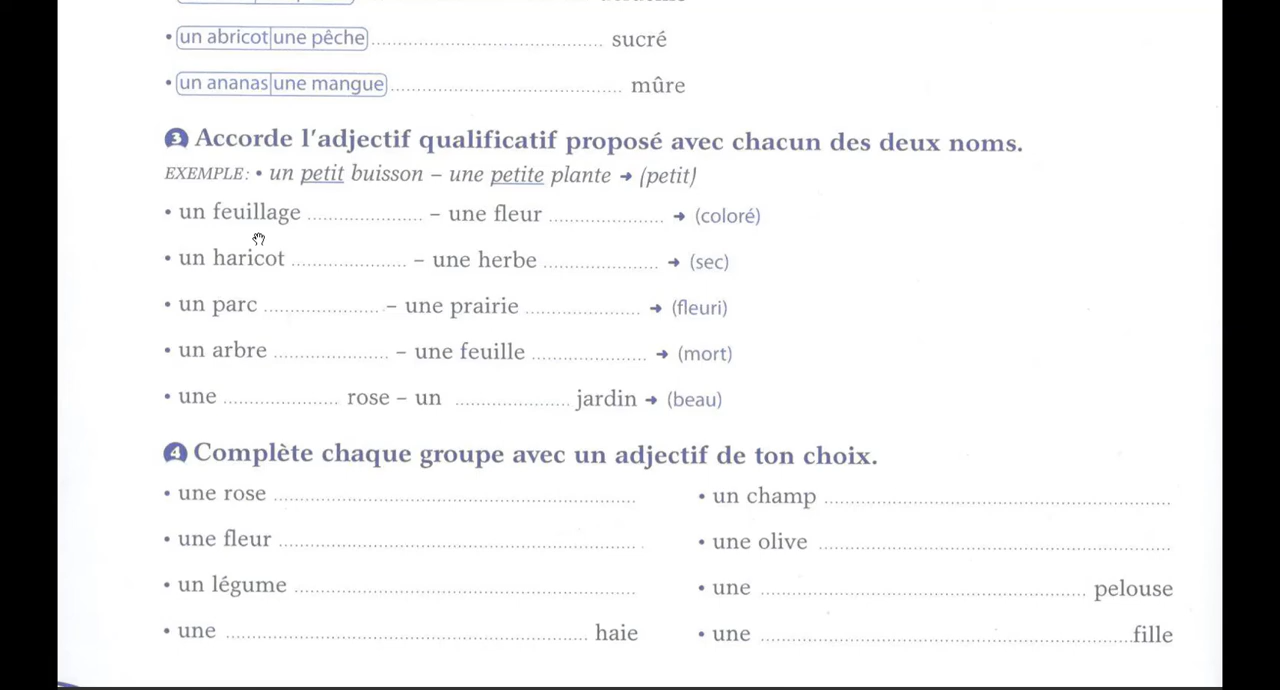 • un abricot une pêche ........................................ sucré
• un ananas une mangue ........................................ mûre
3 Accorde l'adjectif qualificatif proposé avec chacun des deux noms.
EXEMPLE: • un petit buisson – une petite plante ➜ (petit)
• un feuillage .................... – une fleur .................... ➜ (coloré)
• un haricot .................... – une herbe .................... ➜ (sec)
• un parc .................... – une prairie .................... ➜ (fleuri)
• un arbre .................... – une feuille .................... ➜ (mort)
• une .................... rose – un .................... jardin ➜ (beau)
4 Complète chaque groupe avec un adjectif de ton choix.
• une rose ........................................
• un champ ........................................
• une fleur ........................................
• une olive ........................................
• un légume ........................................
• une ........................................ pelouse
• une ........................................ haie
• une ........................................ fille